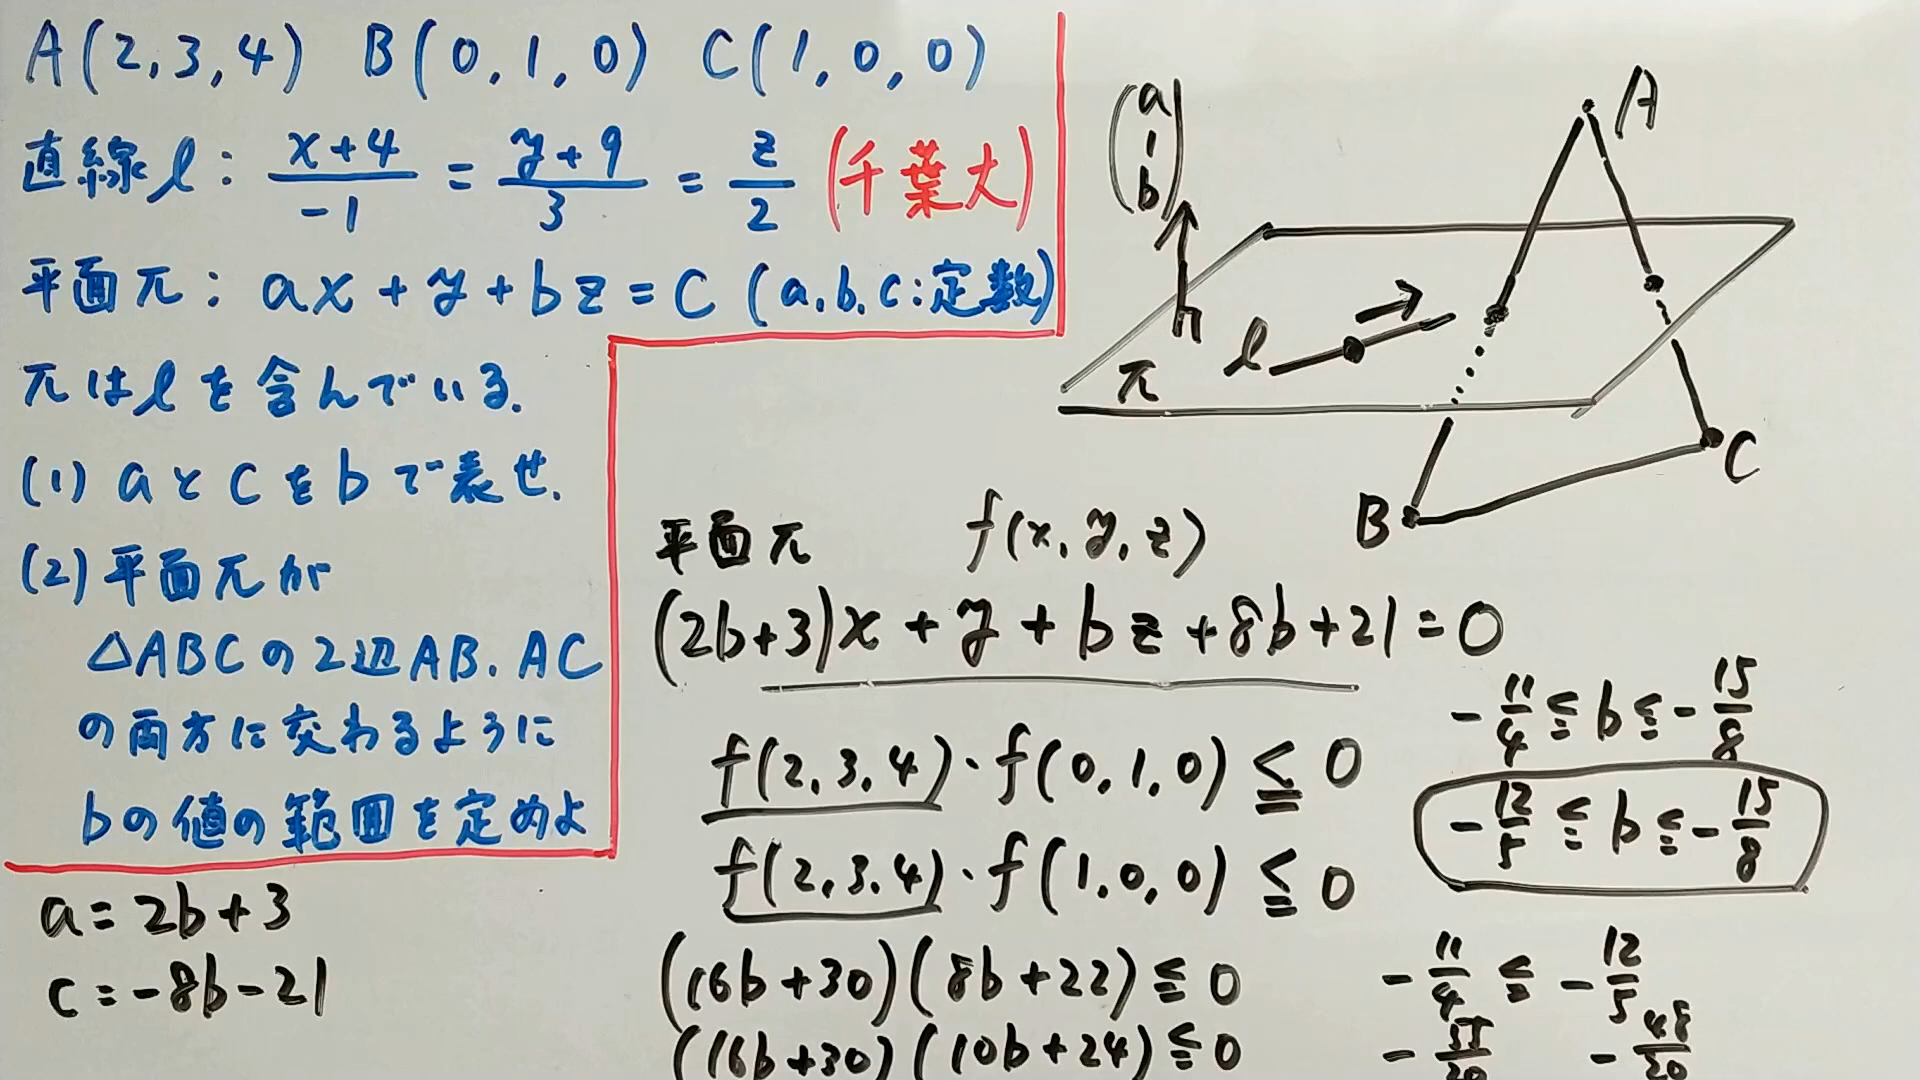 A(2,3,4) B(0,1,0) C(1,0,0)
直線l: (x+4)/-1 = (y+9)/3 = z/2 (千葉大)
平面π: ax+y+bz=C (a,b,c:定数)
πはlを含んでいる.
(1) aとcをbで表せ.
(2)平面πが
△ABCの2辺AB,AC
の両方に交わるように
bの値の範囲を定めよ
a=2b+3
c=-8b-21
(a 1 b)
n
A
l
π
B
C
平面π f(x,y,z)
(2b+3)x+y+bz+8b+21=0
f(2,3,4)・f(0,1,0)≦0
f(2,3,4)・f(1,0,0)≦0
(16b+30)(8b+22)≦0
(16b+30)(10b+24)≦0
-11/4≦b≦-15/8
-12/5≦b≦-15/8
-11/4≦-12/5
-55/20 -48/20